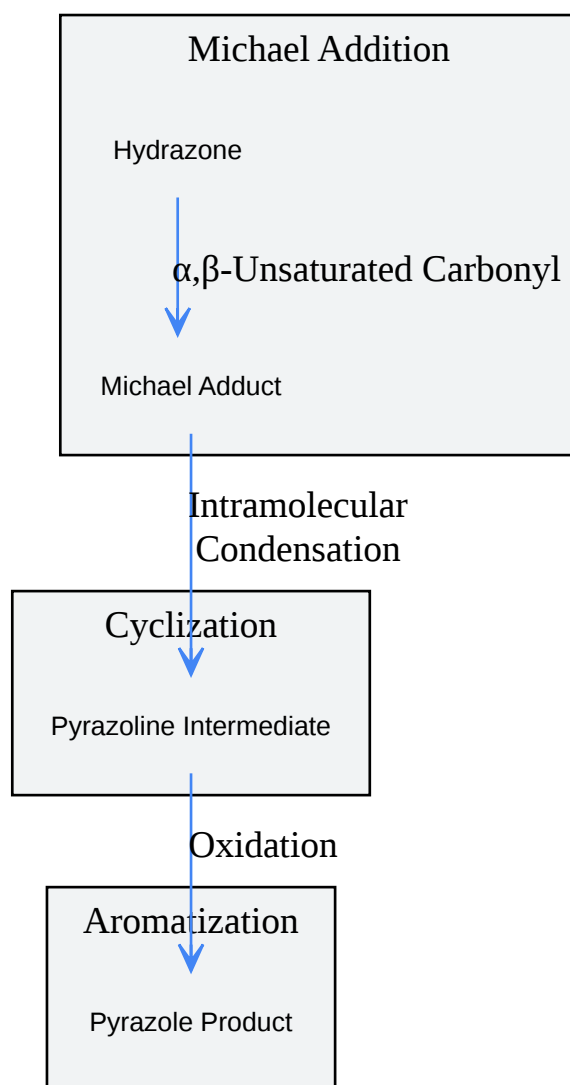 Michael Addition
Hydrazone
α,β-Unsaturated Carbonyl
Michael Adduct
Intramolecular
Condensation
Cyclization
Pyrazoline Intermediate
Oxidation
Aromatization
Pyrazole Product